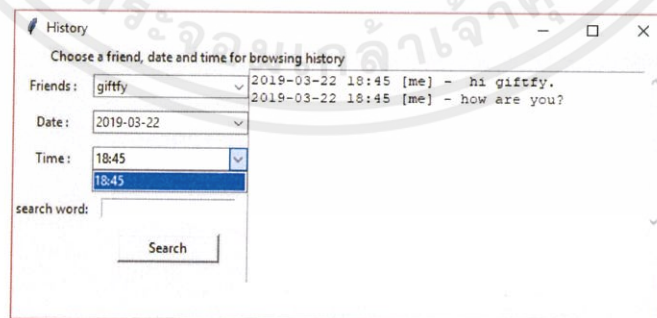 History
Choose a friend, date and time for browsing history
Friends : giftfy
2019-03-22 18:45 [me] - hi giftfy.
2019-03-22 18:45 [me] - how are you?
Date : 2019-03-22
Time : 18:45
18:45
search word:
Search